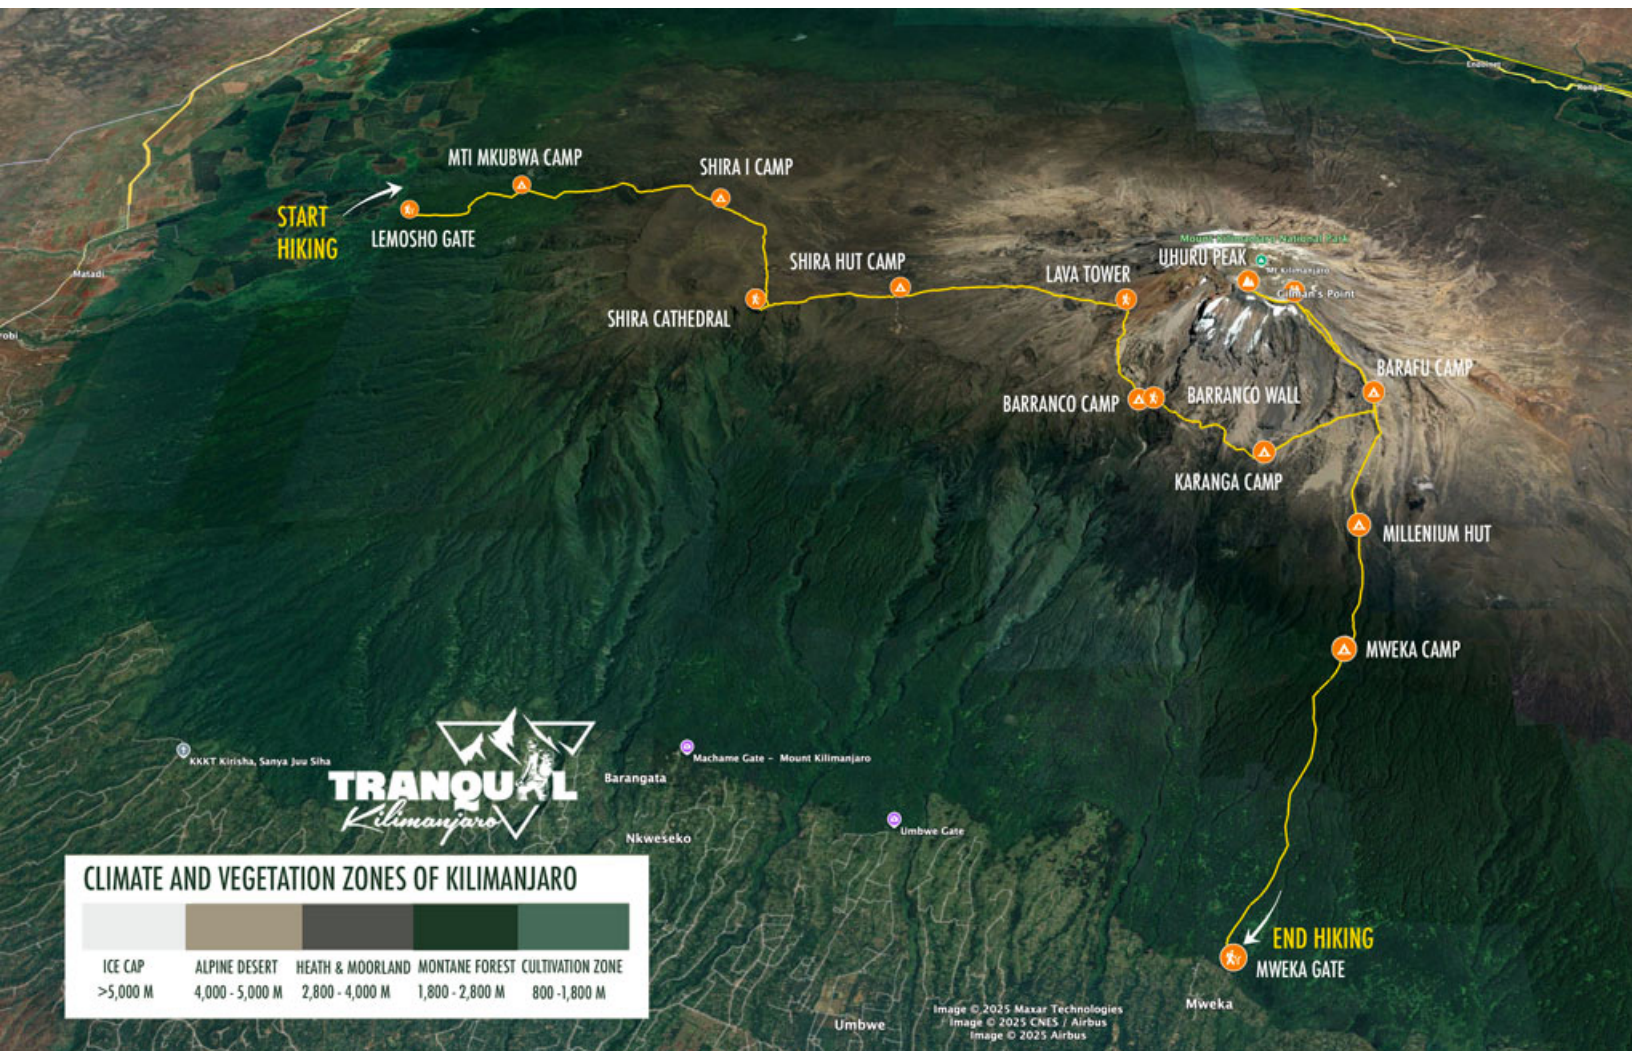 Endoinet
Ronga
MTI MKUBWA CAMP
SHIRA I CAMP
START
HIKING
LEMOSHO GATE
Matadi
robi
SHIRA HUT CAMP
SHIRA CATHEDRAL
LAVA TOWER
Mount Kilimanjaro National Park
UHURU PEAK
Mt Kilimanjaro
Gilman's Point
BARAFU CAMP
BARRANCO CAMP
BARRANCO WALL
KARANGA CAMP
MILLENIUM HUT
MWEKA CAMP
KKKT Kirisha, Sanya Juu Siha
TRANQUIL
Kilimanjaro
Barangata
Machame Gate - Mount Kilimanjaro
Nkweseko
Umbwe Gate
CLIMATE AND VEGETATION ZONES OF KILIMANJARO
ICE CAP
>5,000 M
ALPINE DESERT
4,000 - 5,000 M
HEATH & MOORLAND
2,800 - 4,000 M
MONTANE FOREST
1,800 - 2,800 M
CULTIVATION ZONE
800 -1,800 M
END HIKING
MWEKA GATE
Mweka
Umbwe
Image © 2025 Maxar Technologies
Image © 2025 CNES / Airbus
Image © 2025 Airbus